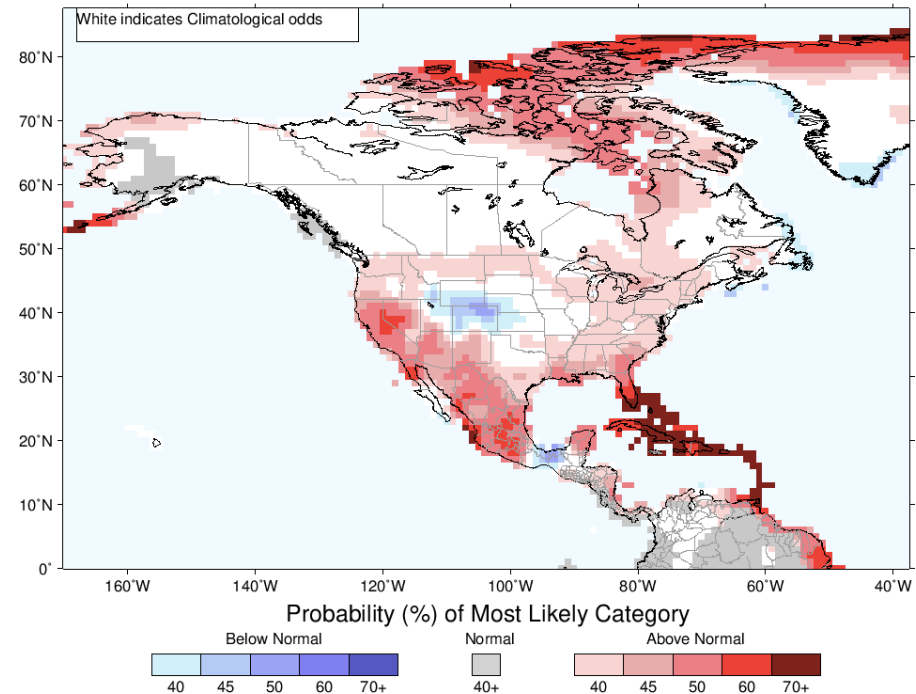 White indicates Climatological odds
80°N
70°N
60°N
50°N
40°N
30°N
20°N
10°N
0°
160°W
140°W
120°W
100°W
80°W
60°W
40°W
Probability (%) of Most Likely Category
Below Normal
Normal
Above Normal
40
45
50
60
70+
40+
40
45
50
60
70+